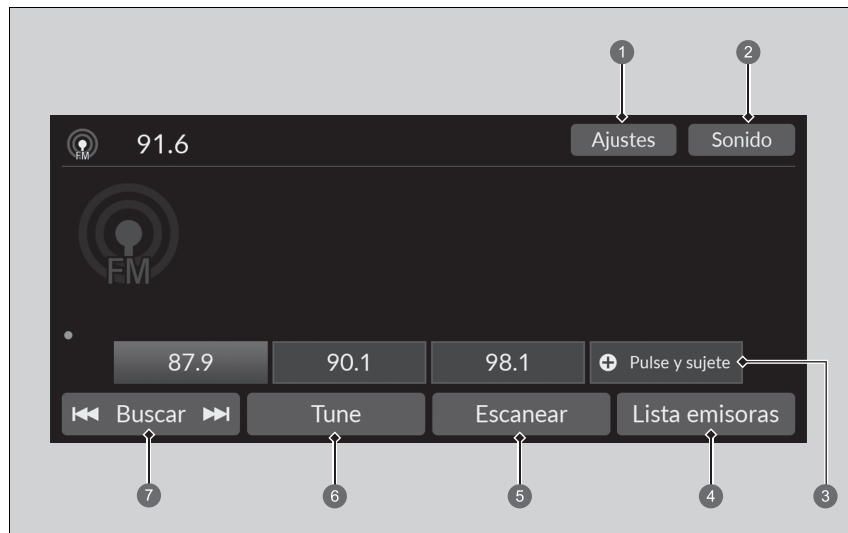 1 2
FM 91.6 Ajustes Sonido
FM
87.9 90.1 98.1 Pulse y sujete
Buscar Tune Escanear Lista emisoras
7 6 5 4 3